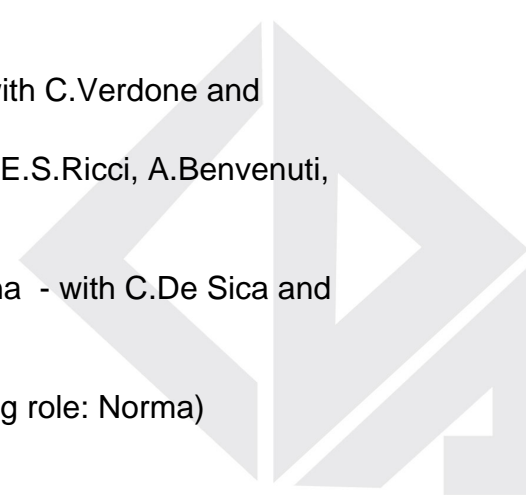 ith C.Verdone and
E.S.Ricci, A.Benvenuti,
na - with C.De Sica and
g role: Norma)